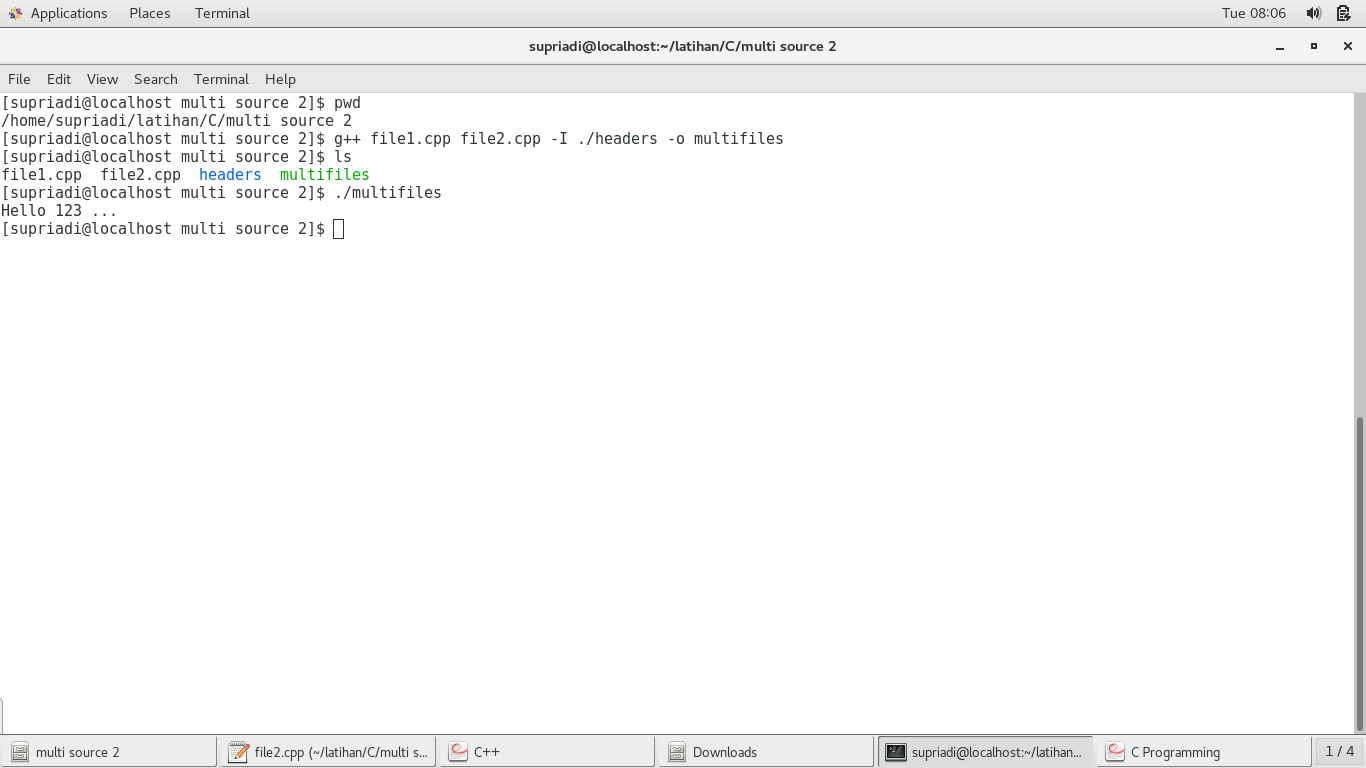 Applications Places Terminal Tue 08:06
supriadi@localhost:~/latihan/C/multi source 2
File Edit View Search Terminal Help
[supriadi@localhost multi source 2]$ pwd
/home/supriadi/latihan/C/multi source 2
[supriadi@localhost multi source 2]$ g++ file1.cpp file2.cpp -I ./headers -o multifiles
[supriadi@localhost multi source 2]$ ls
file1.cpp  file2.cpp  headers  multifiles
[supriadi@localhost multi source 2]$ ./multifiles
Hello 123 ...
[supriadi@localhost multi source 2]$
multi source 2 file2.cpp (~/latihan/C/multi s... C++ Downloads supriadi@localhost:~/latihan... C Programming 1 / 4